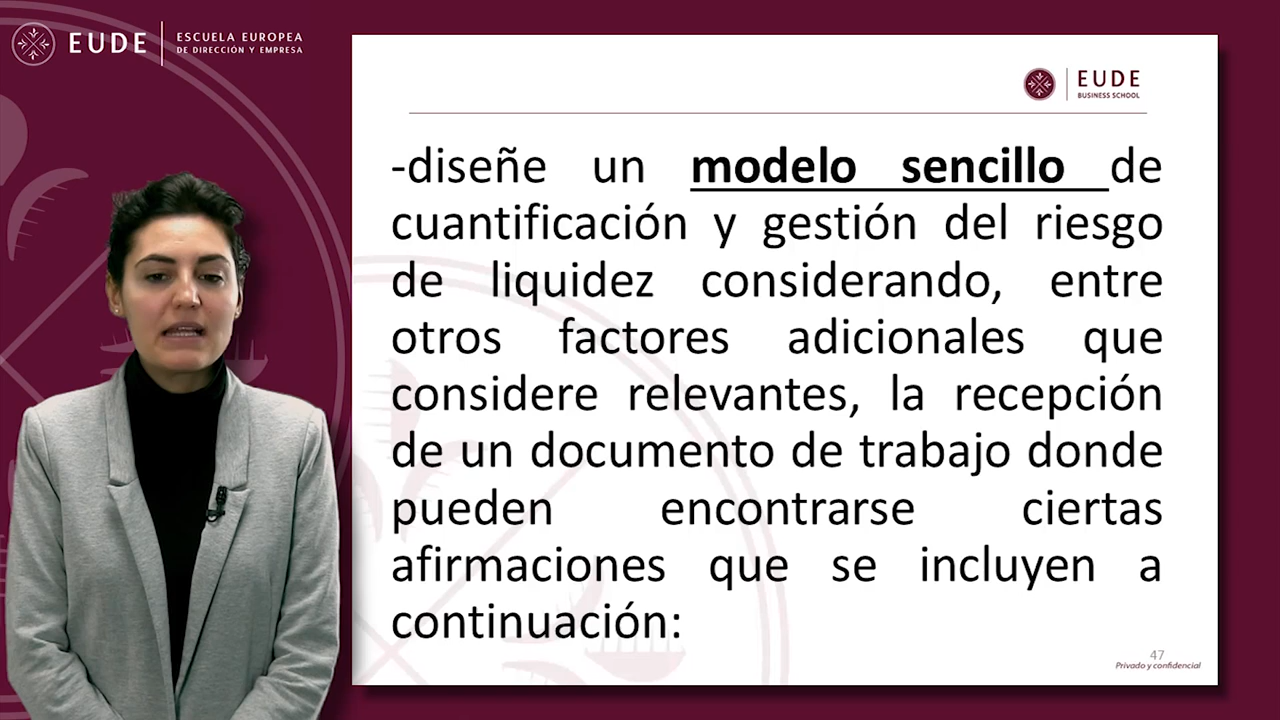 EUDE
ESCUELA EUROPEA
DE DIRECCIÓN Y EMPRESA
EUDE
BUSINESS SCHOOL
-diseñe un modelo sencillo de
cuantificación y gestión del riesgo
de liquidez considerando, entre
otros factores adicionales que
considere relevantes, la recepción
de un documento de trabajo donde
pueden encontrarse ciertas
afirmaciones que se incluyen a
continuación:
47
Privado y confidencial